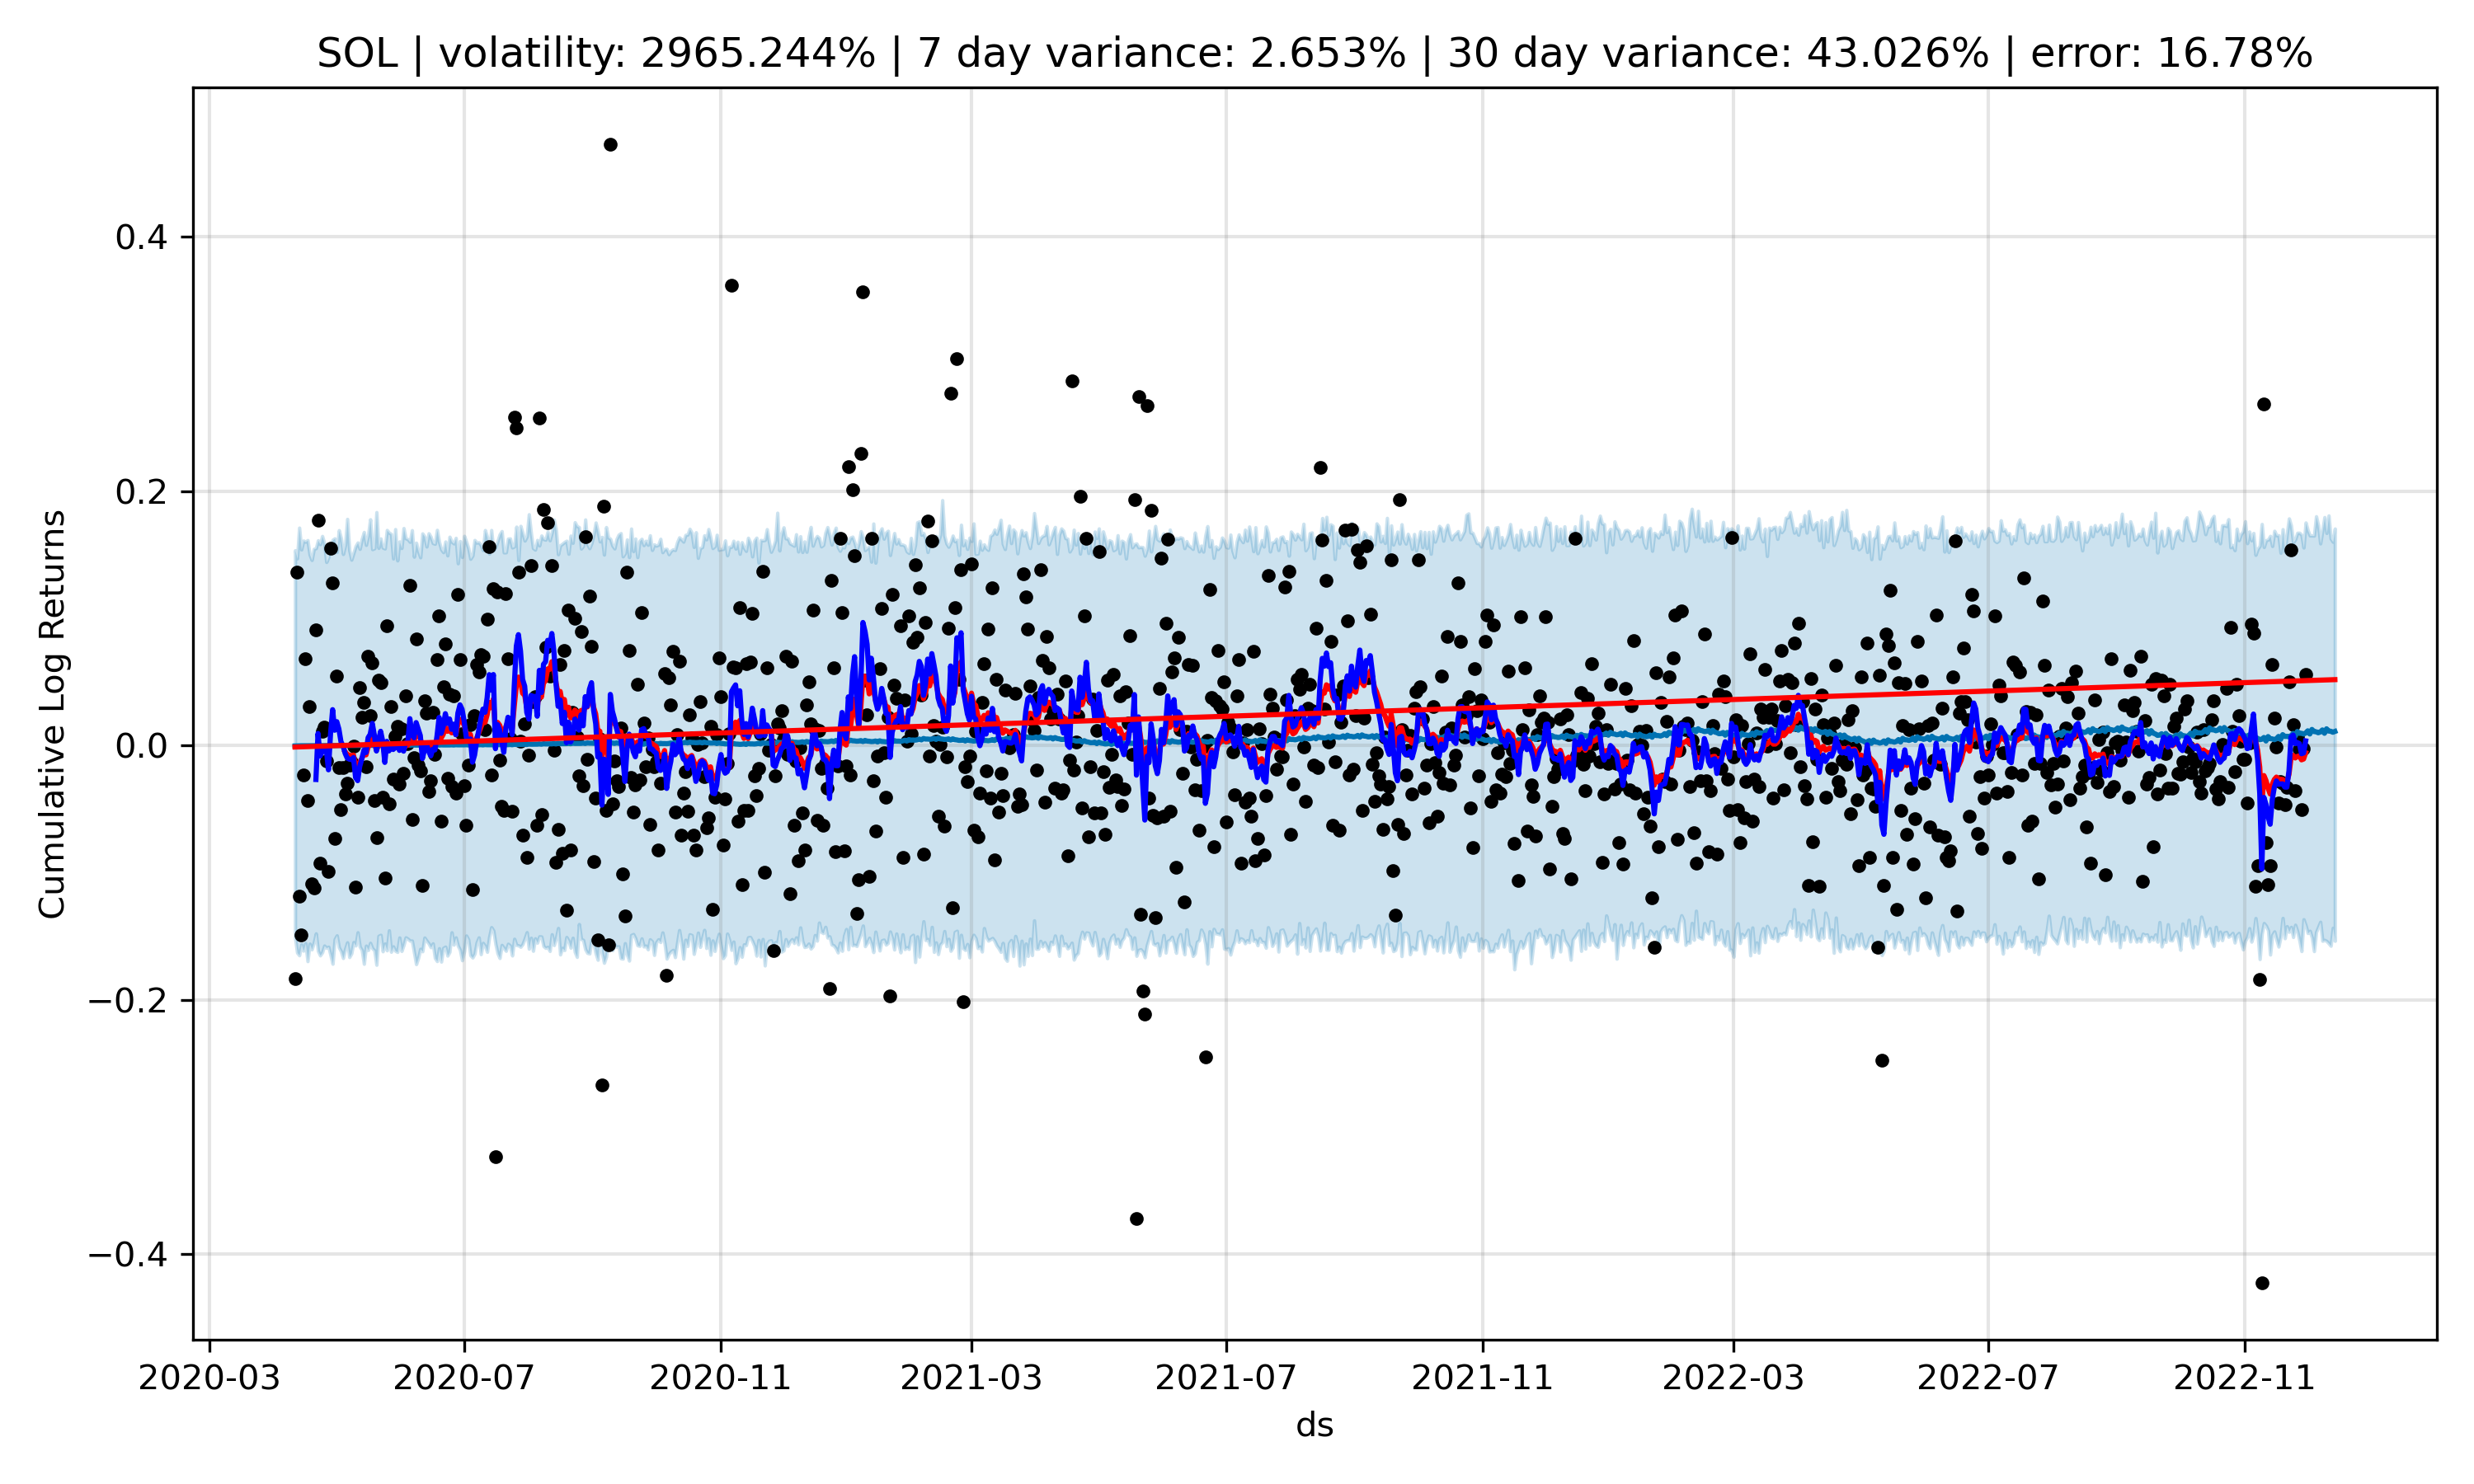 SOL | volatility: 2965.244% | 7 day variance: 2.653% | 30 day variance: 43.026% | error: 16.78%
Cumulative Log Returns
0.4
0.2
0.0
−0.2
−0.4
2020-03 2020-07 2020-11 2021-03 2021-07 2021-11 2022-03 2022-07 2022-11
ds